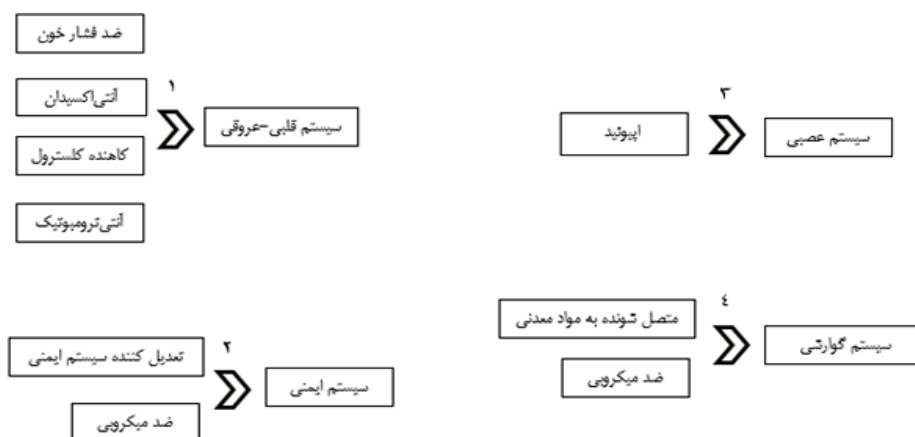 ضد فشار خون
آنتی‌اکسیدان
۱
کاهنده کلسترول
سیستم قلبی-عروقی
آنتی‌ترومبوتیک
تعدیل کننده سیستم ایمنی
۲
ضد میکروبی
سیستم ایمنی
اپیوئید
۳
سیستم عصبی
متصل شونده به مواد معدنی
٤
ضد میکروبی
سیستم گوارشی